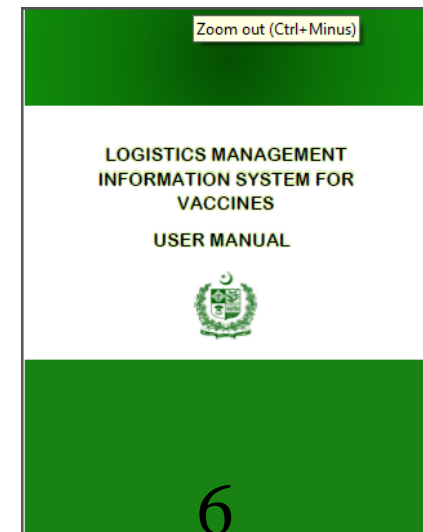 Zoom out (Ctrl+Minus)
LOGISTICS MANAGEMENT
INFORMATION SYSTEM FOR
VACCINES
USER MANUAL
6